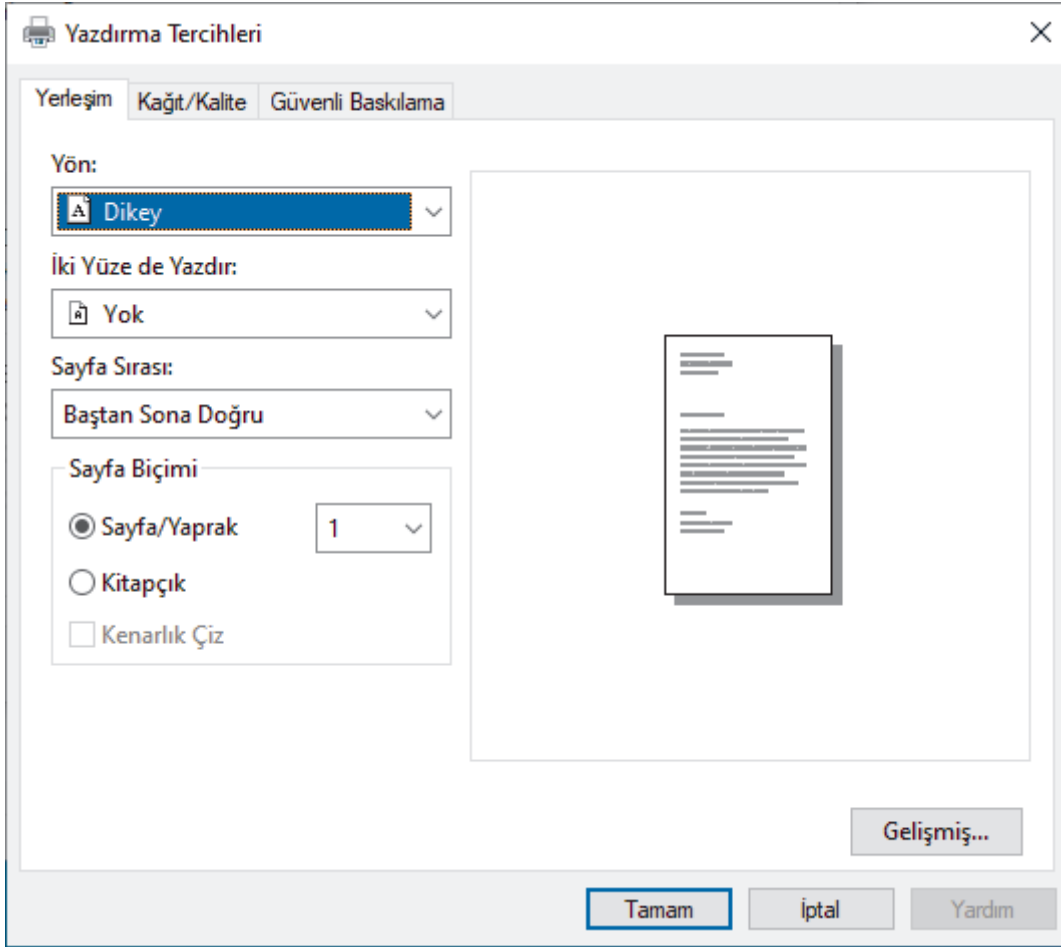 Yazdırma Tercihleri
Yerleşim Kağıt/Kalite Güvenli Baskılama
Yön:
A Dikey
İki Yüze de Yazdır:
A Yok
Sayfa Sırası:
Baştan Sona Doğru
Sayfa Biçimi
Sayfa/Yaprak 1
Kitapçık
Kenarlık Çiz
Gelişmiş...
Tamam İptal Yardım